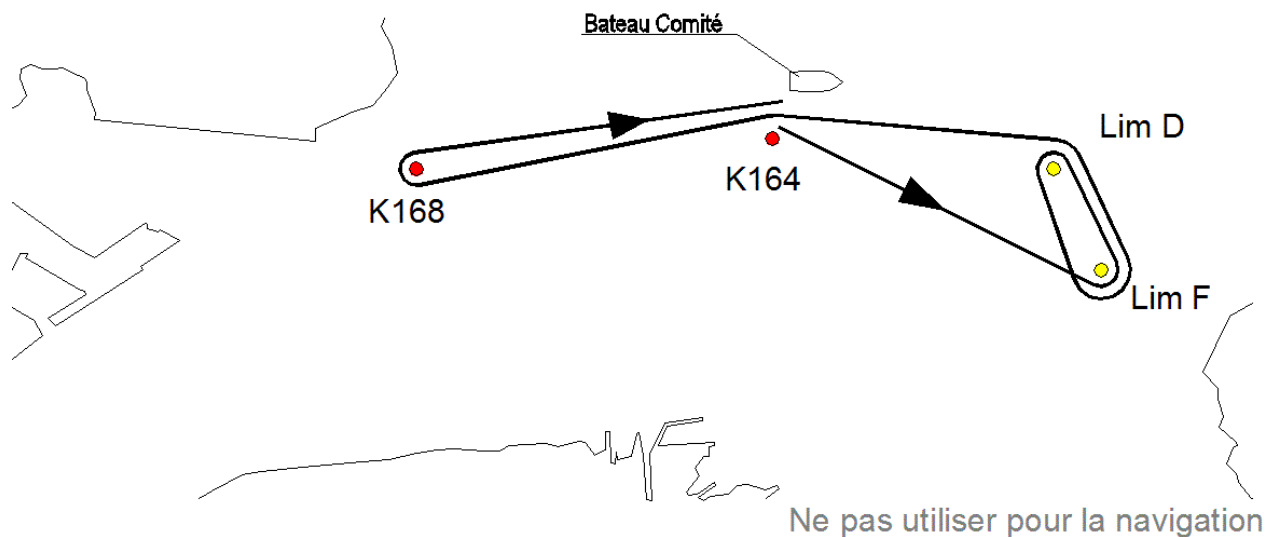 Bateau Comité
Lim D
K164
K168
Lim F
Ne pas utiliser pour la navigation